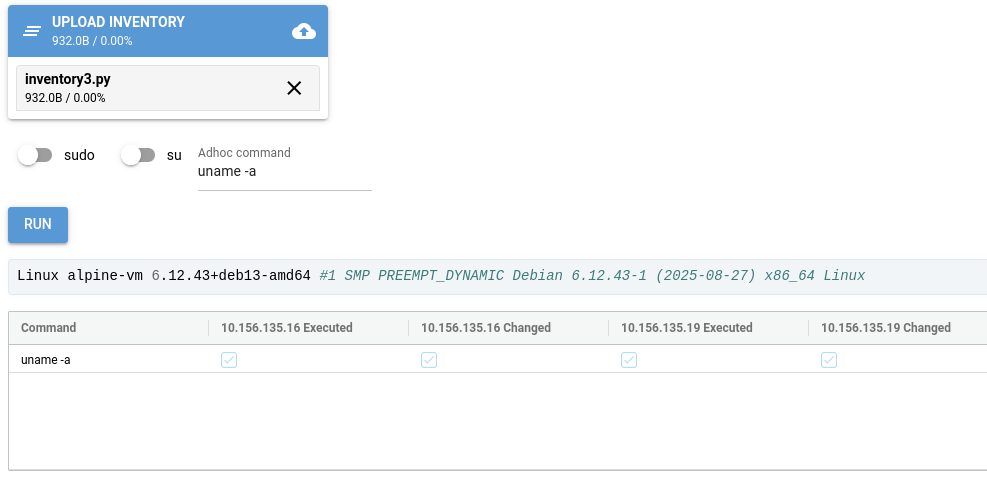 UPLOAD INVENTORY
932.0B / 0.00%
inventory3.py
932.0B / 0.00%
sudo
su
Adhoc command
uname -a
RUN
Linux alpine-vm 6.12.43+deb13-amd64 #1 SMP PREEMPT_DYNAMIC Debian 6.12.43-1 (2025-08-27) x86_64 Linux
Command 10.156.135.16 Executed 10.156.135.16 Changed 10.156.135.19 Executed 10.156.135.19 Changed
uname -a